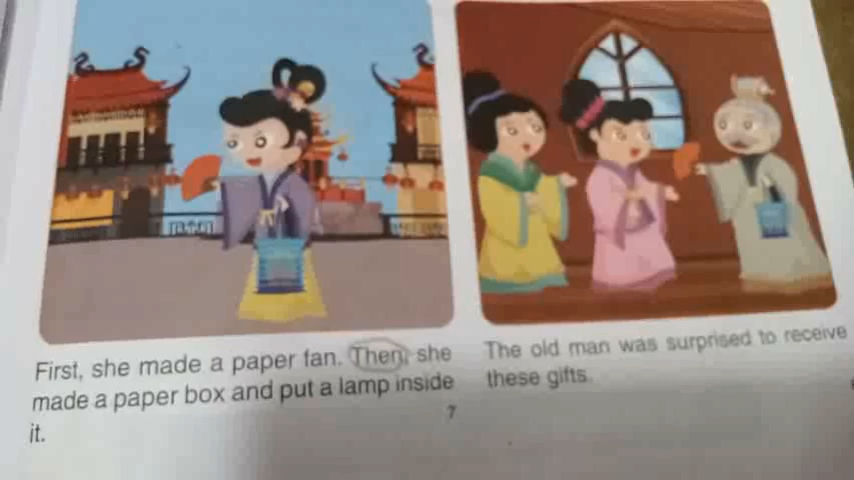 First, she made a paper fan. Then, she
made a paper box and put a lamp inside
it.
The old man was surprised to receive
these gifts.
7